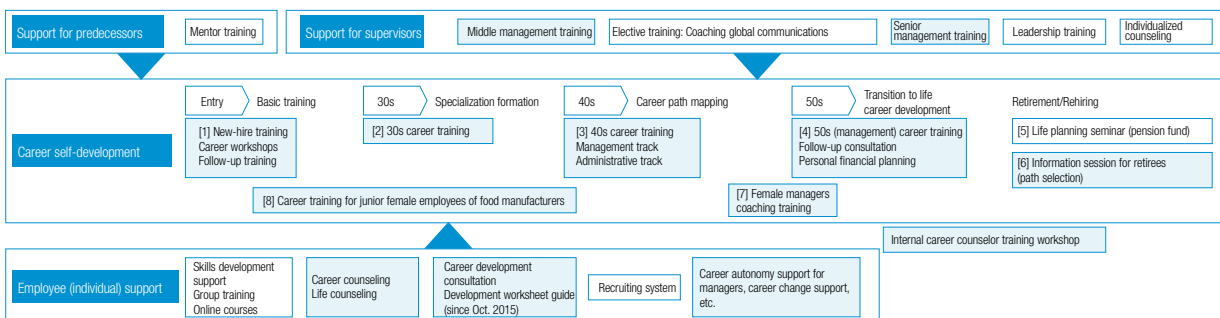 Support for predecessors
Mentor training
Support for supervisors
Middle management training
Elective training: Coaching global communications
Senior
management training
Leadership training
Individualized
counseling
Career self-development
Entry
Basic training
30s
Specialization formation
40s
Career path mapping
50s
Transition to life
career development
Retirement/Rehiring
[1] New-hire training
Career workshops
Follow-up training
[2] 30s career training
[3] 40s career training
Management track
Administrative track
[4] 50s (management) career training
Follow-up consultation
Personal financial planning
[5] Life planning seminar (pension fund)
[6] Information session for retirees
(path selection)
[8] Career training for junior female employees of food manufacturers
[7] Female managers
coaching training
Internal career counselor training workshop
Employee (individual) support
Skills development
support
Group training
Online courses
Career counseling
Life counseling
Career development
consultation
Development worksheet guide
(since Oct. 2015)
Recruiting system
Career autonomy support for
managers, career change support,
etc.